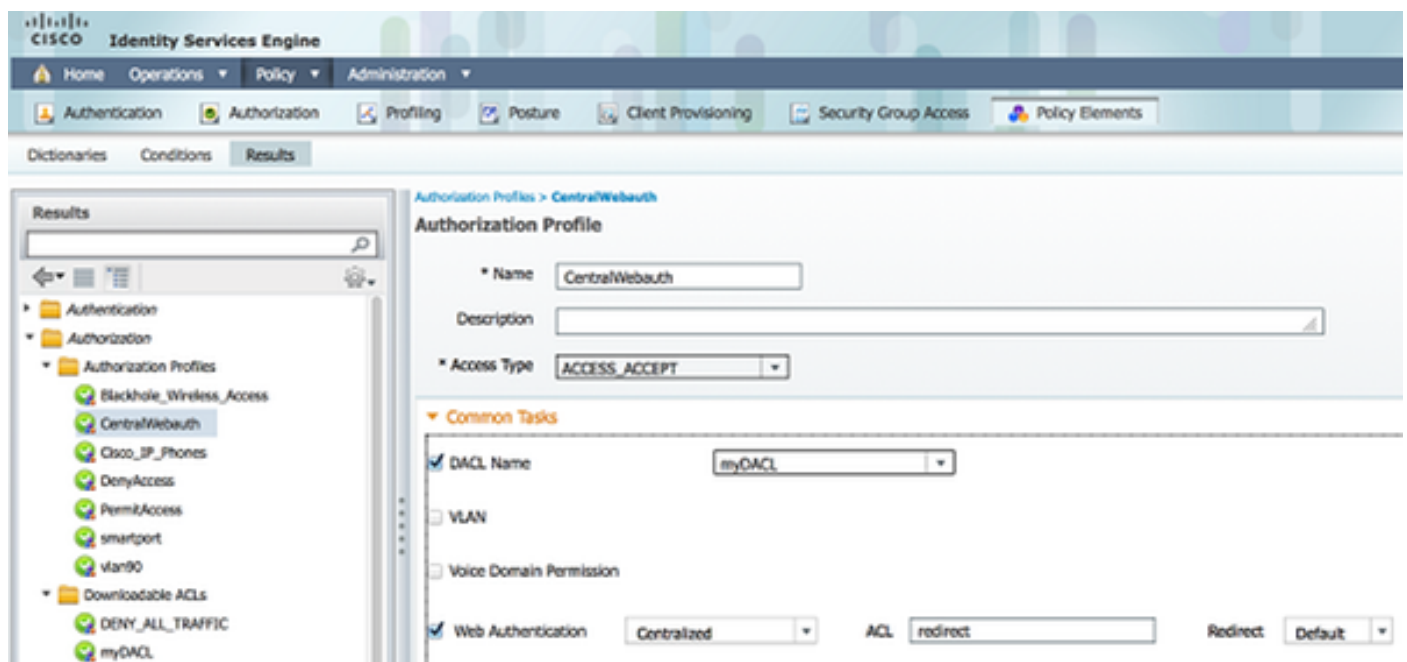 CISCO Identity Services Engine
Home Operations Policy Administration
Authentication Authorization Profiling Posture Client Provisioning Security Group Access Policy Elements
Dictionaries Conditions Results
Results
Authentication
Authorization
Authorization Profiles
Blackhole_Wireless_Access
CentralWebauth
Cisco_IP_Phones
DenyAccess
PermitAccess
smartport
vlan90
Downloadable ACLs
DENY_ALL_TRAFFIC
myDACL
Authorization Profiles > CentralWebauth
Authorization Profile
* Name CentralWebauth
Description
* Access Type ACCESS_ACCEPT
Common Tasks
DACL Name myDACL
VLAN
Voice Domain Permission
Web Authentication Centralized ACL redirect Redirect Default